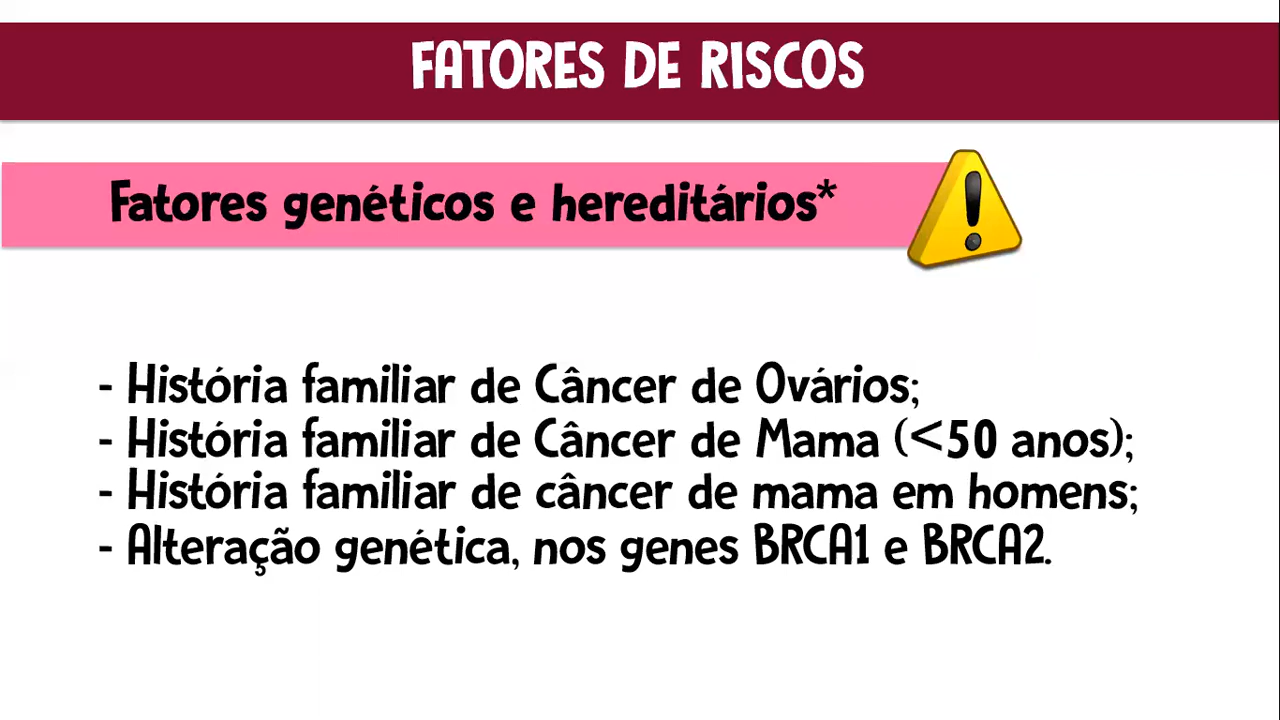 FATORES DE RISCOS
Fatores genéticos e hereditários*
- História familiar de Câncer de Ovários;
- História familiar de Câncer de Mama (<50 anos);
- História familiar de câncer de mama em homens;
- Alteração genética, nos genes BRCA1 e BRCA2.